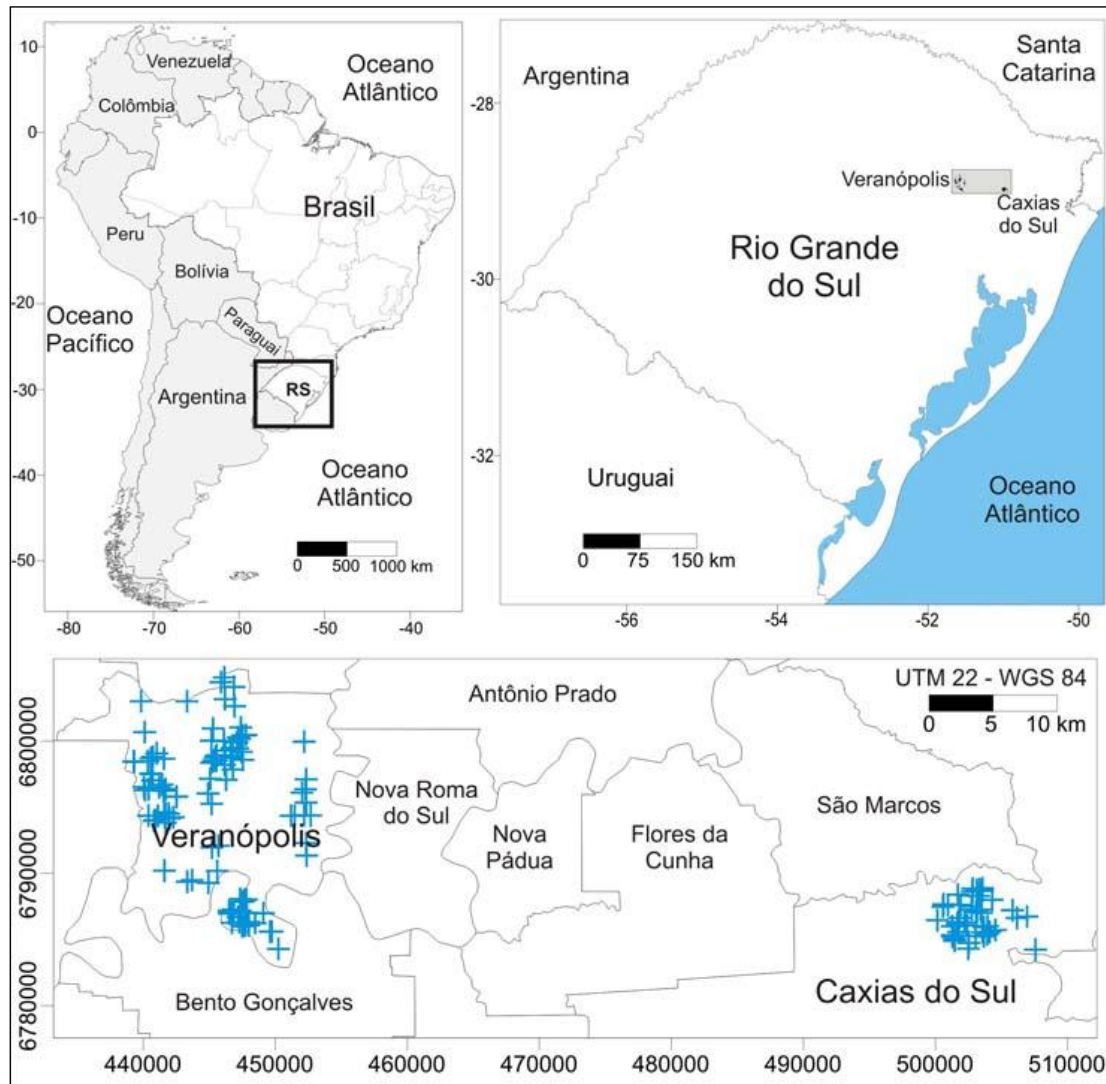 10
0
-10
-20
-30
-40
-50
-80
-70
-60
-50
-40
Venezuela
Colômbia
Oceano
Atlântico
Brasil
Peru
Bolívia
Oceano
Pacífico
Paraguai
Argentina
RS
Oceano
Atlântico
0 500 1000 km
Argentina
Santa
Catarina
-28
Veranópolis
Caxias
do Sul
Rio Grande
do Sul
-30
-32
Uruguai
Oceano
Atlântico
0 75 150 km
-56
-54
-52
-50
UTM 22 - WGS 84
0 5 10 km
Antônio Prado
6800000
Nova Roma
do Sul
São Marcos
Veranópolis
Nova
Pádua
Flores da
Cunha
6790000
Bento Gonçalves
Caxias do Sul
6780000
440000
450000
460000
470000
480000
490000
500000
510000